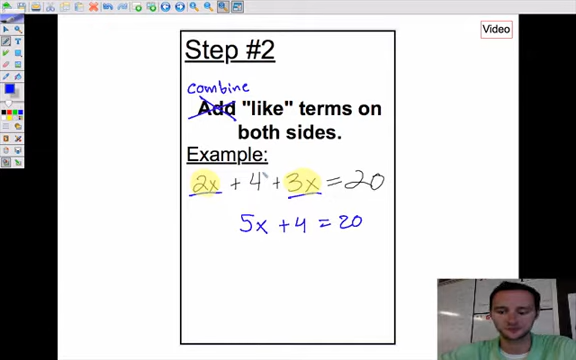 Video
Step #2
combine
Add "like" terms on
both sides.
Example:
2x + 4 + 3x = 20
5x + 4 = 20